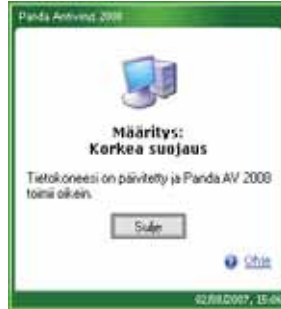 Panda Antivirus 2008
Määritys:
Korkea suojaus
Tietokoneesi on päivitetty ja Panda AV 2008
toimii oikein.
Sulje
Ohje
02/08/2007, 15:06